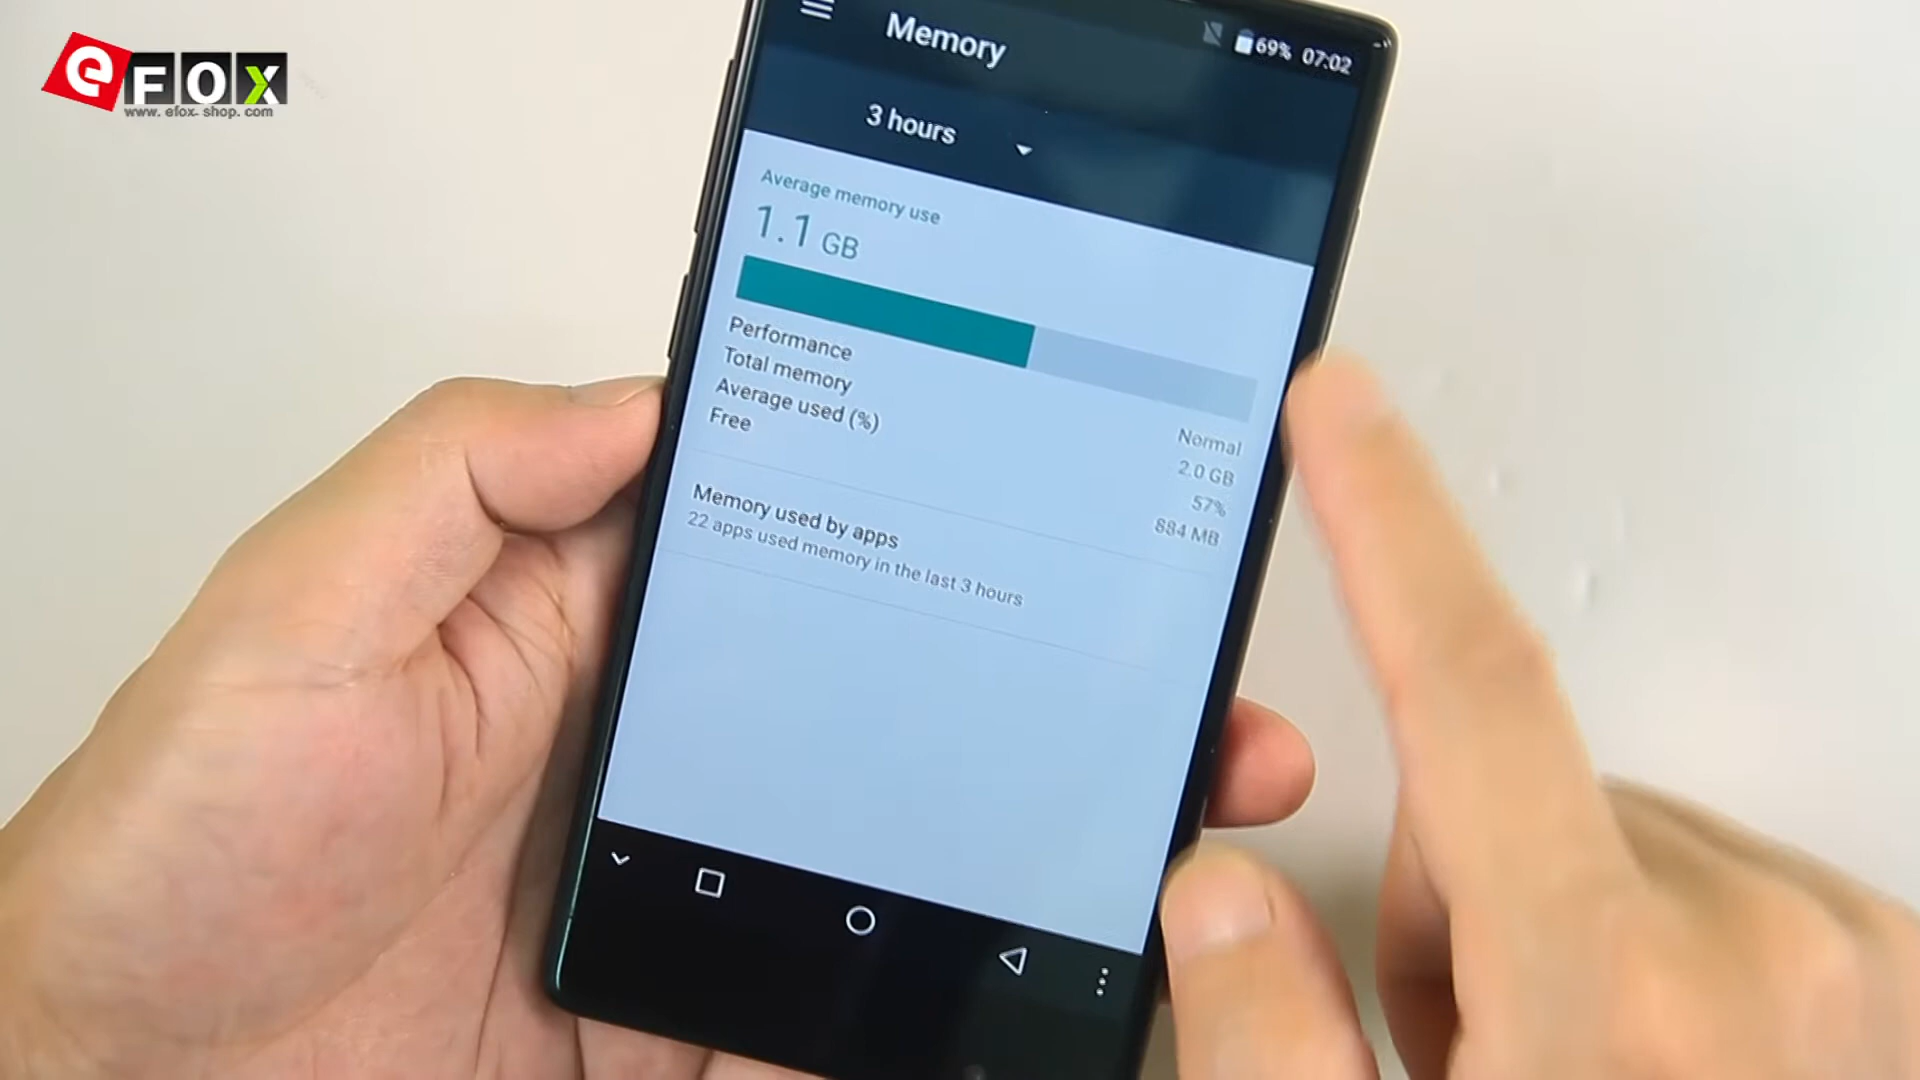 eFOX
www. efox-shop. com
Memory
69% 07:02
3 hours
Average memory use
1.1 GB
Performance
Normal
Total memory
2.0 GB
Average used (%)
57%
Free
884 MB
Memory used by apps
22 apps used memory in the last 3 hours